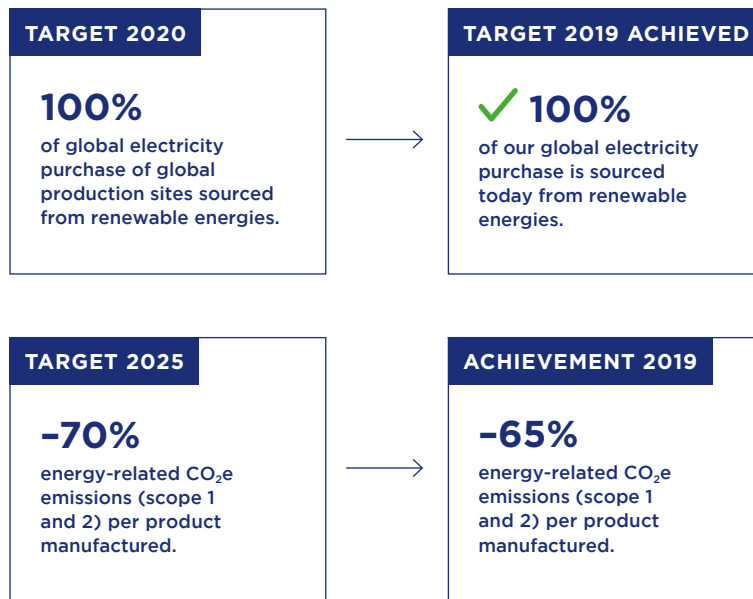 TARGET 2020
100%
of global electricity
purchase of global
production sites sourced
from renewable energies.
TARGET 2019 ACHIEVED
100%
of our global electricity
purchase is sourced
today from renewable
energies.
TARGET 2025
–70%
energy-related CO₂e
emissions (scope 1
and 2) per product
manufactured.
ACHIEVEMENT 2019
–65%
energy-related CO₂e
emissions (scope 1
and 2) per product
manufactured.